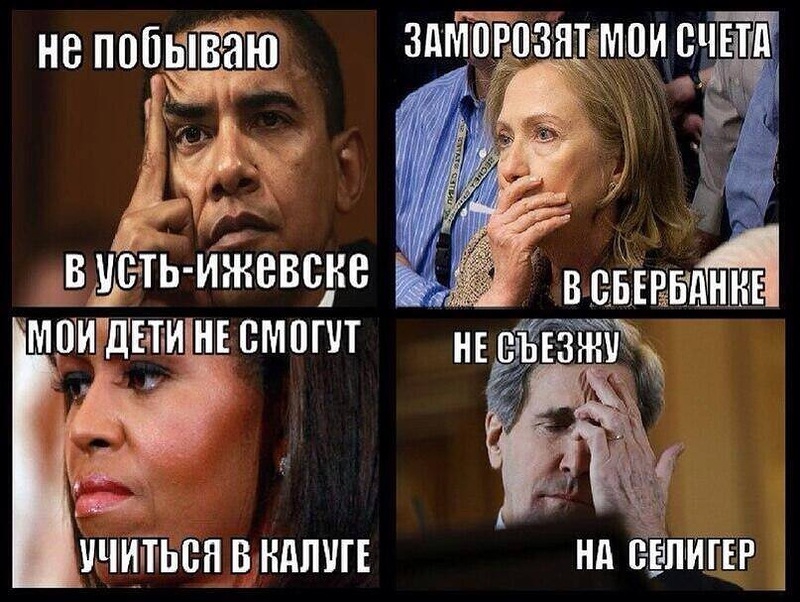 не побываю
в усть-ижевске
ЗАМОРОЗЯТ МОИ СЧЕТА
В СБЕРБАНКЕ
МОИ ДЕТИ НЕ СМОГУТ
УЧИТЬСЯ В КАЛУГЕ
НЕ СЪЕЗЖУ
НА СЕЛИГЕР